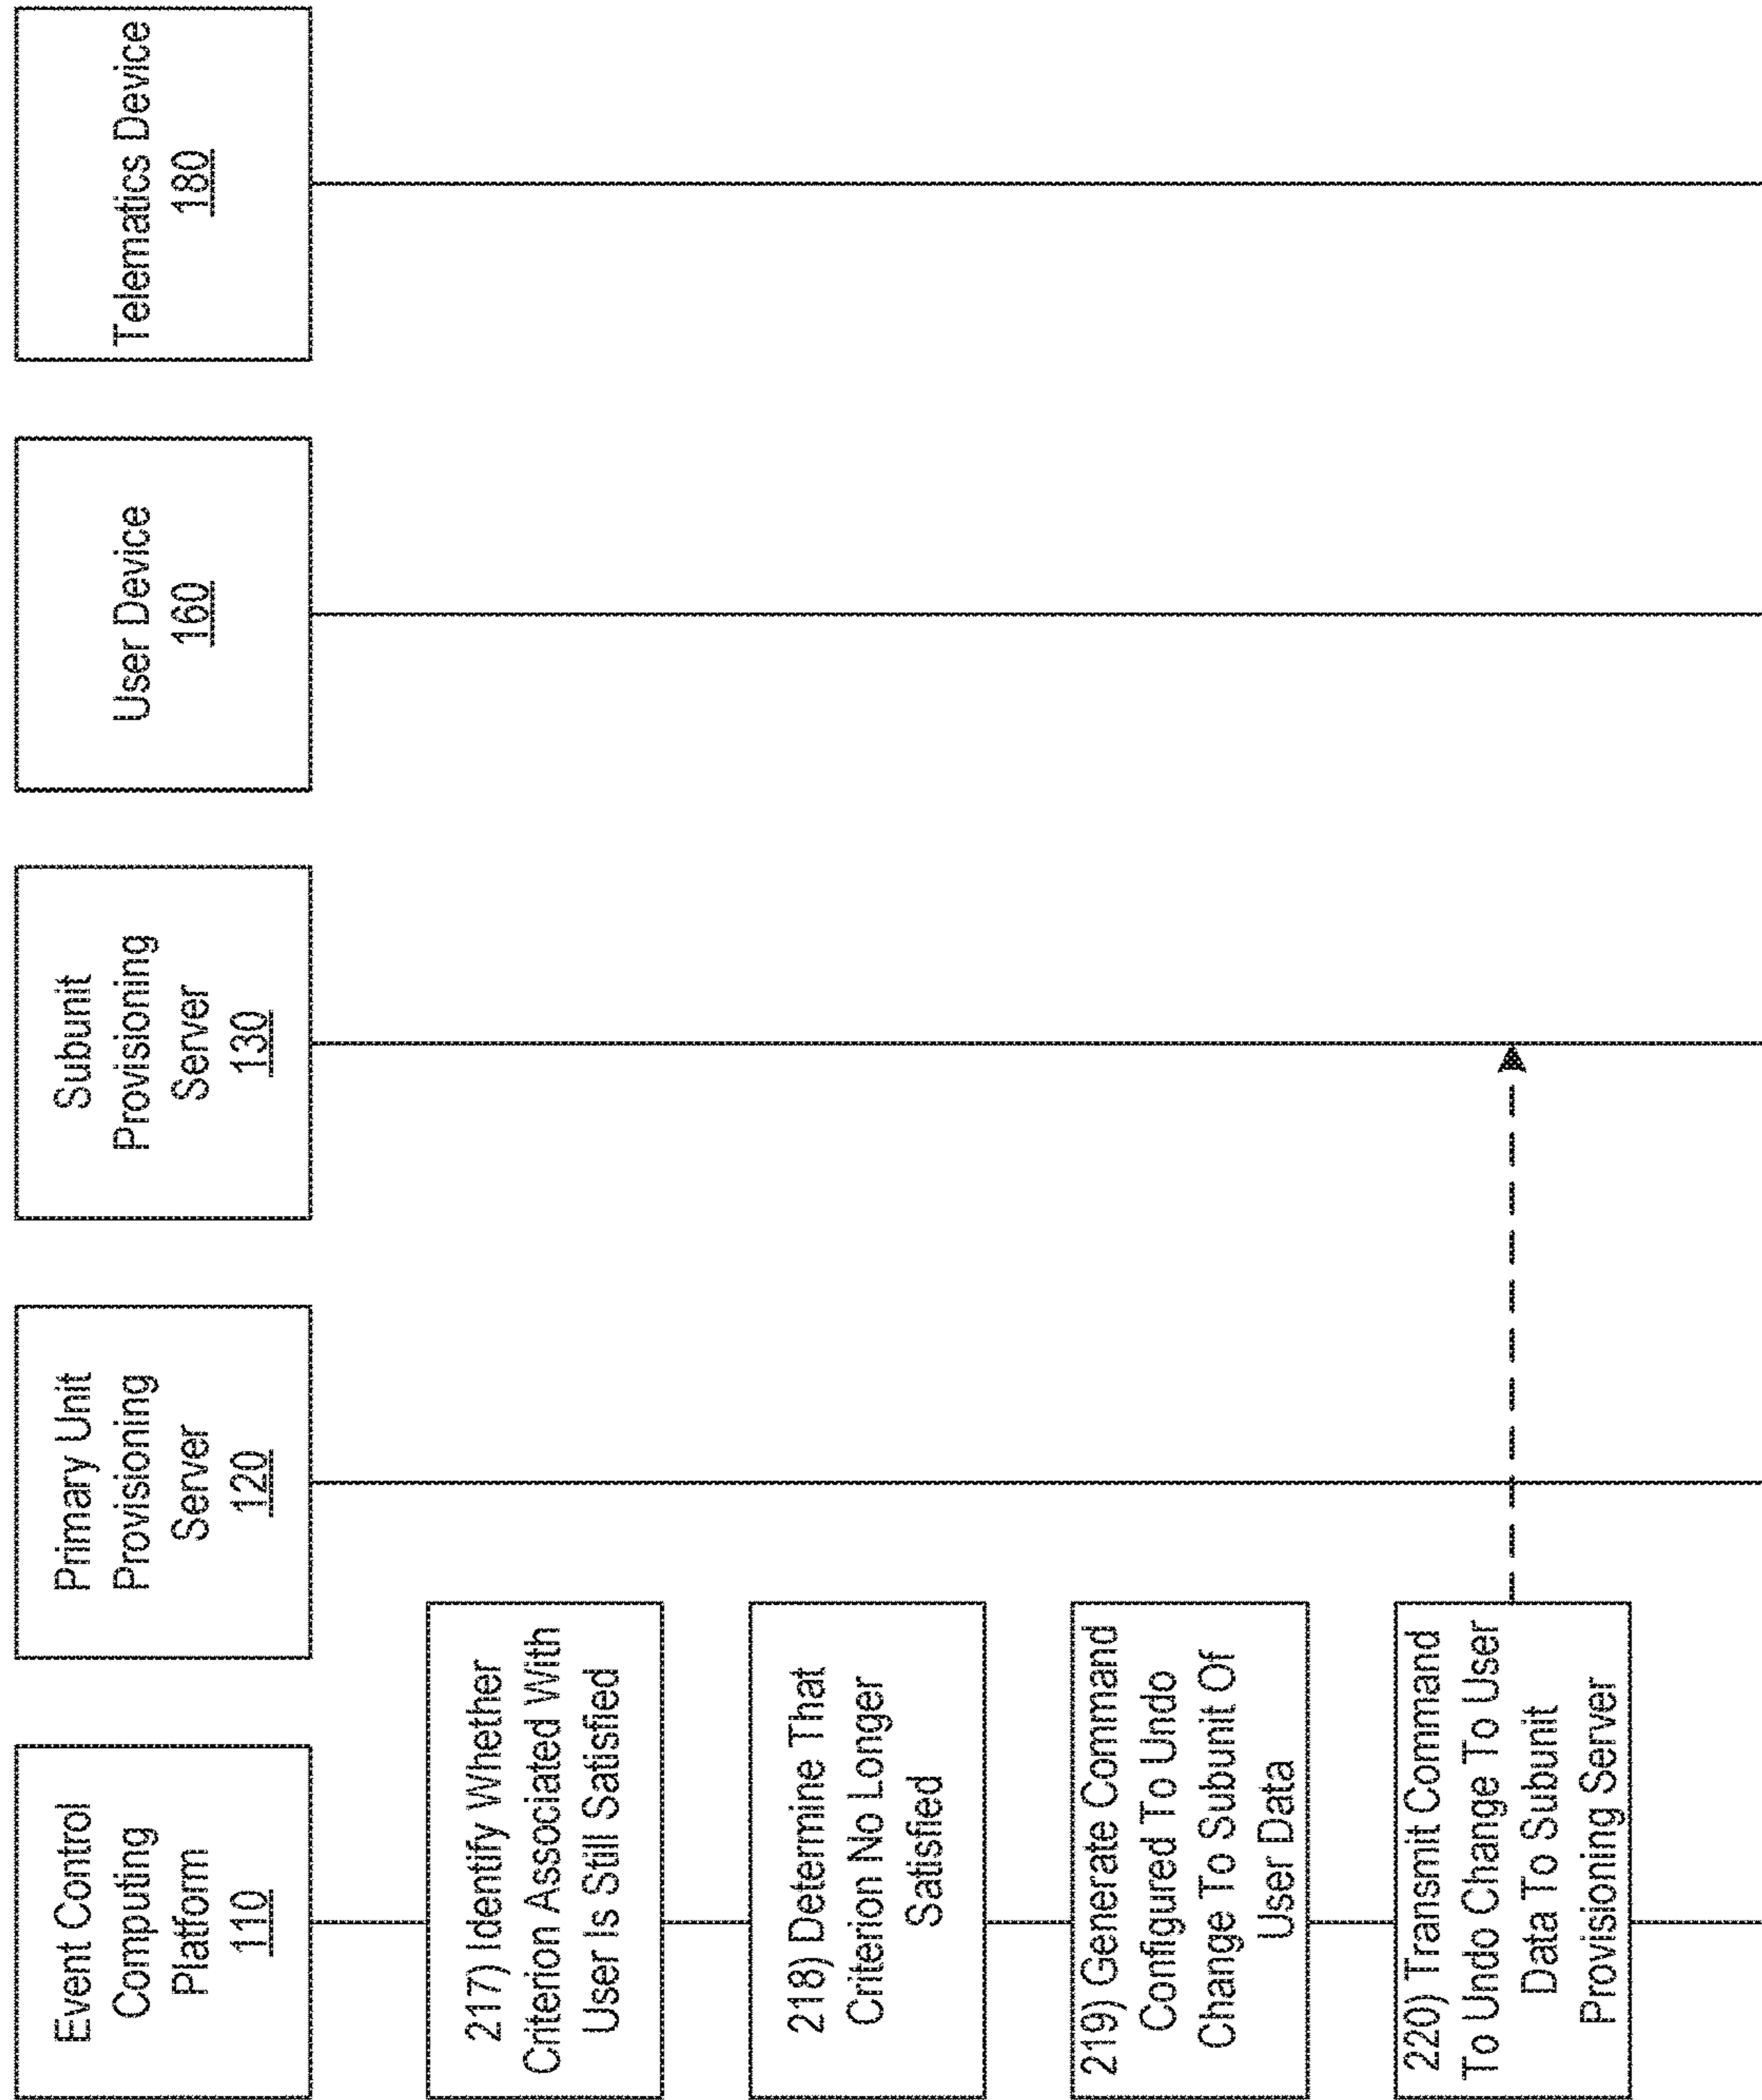 Event Control
Computing
Platform
110
Primary Unit
Provisioning
Server
120
Subunit
Provisioning
Server
130
User Device
160
Telematics Device
180
217) Identify Whether
Criterion Associated With
User Is Still Satisfied
218) Determine That
Criterion No Longer
Satisfied
219) Generate Command
Configured To Undo
Change To Subunit Of
User Data
220) Transmit Command
To Undo Change To User
Data To Subunit
Provisioning Server